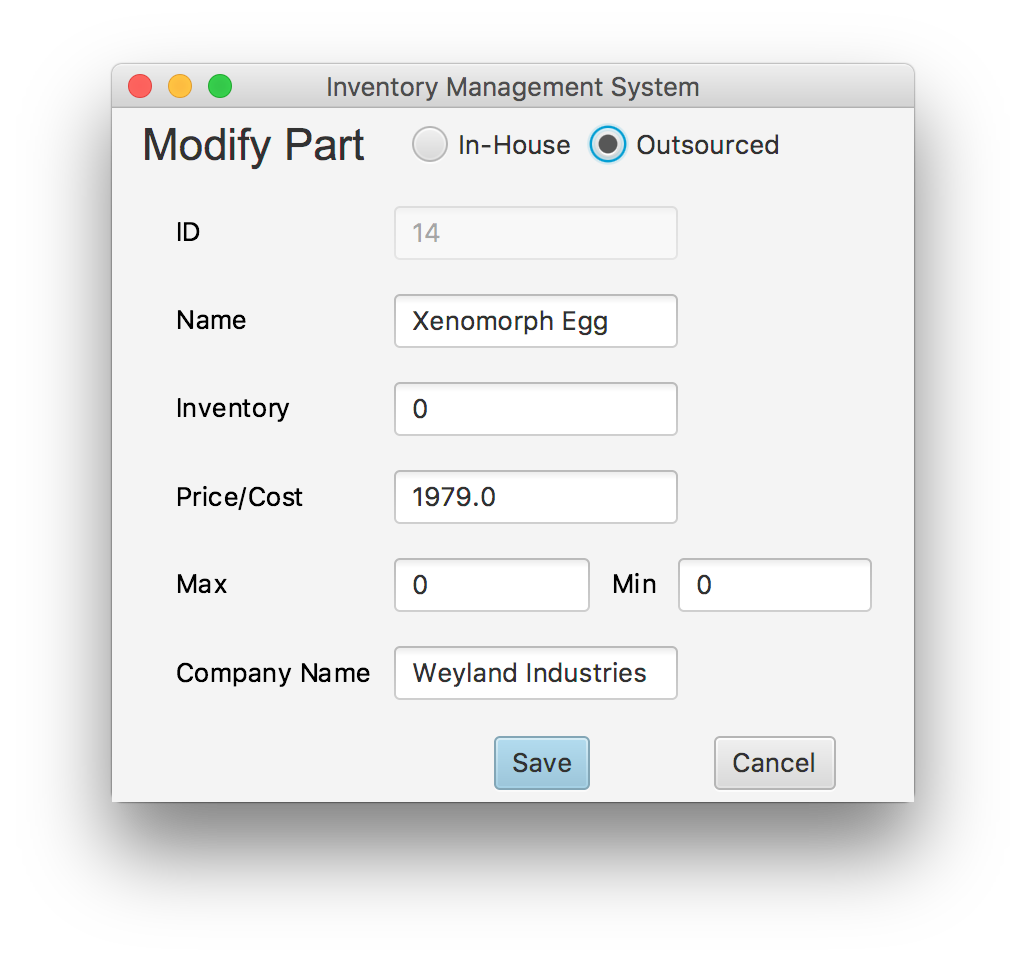 Inventory Management System
Modify Part In-House Outsourced
ID 14
Name Xenomorph Egg
Inventory 0
Price/Cost 1979.0
Max 0 Min 0
Company Name Weyland Industries
Save Cancel